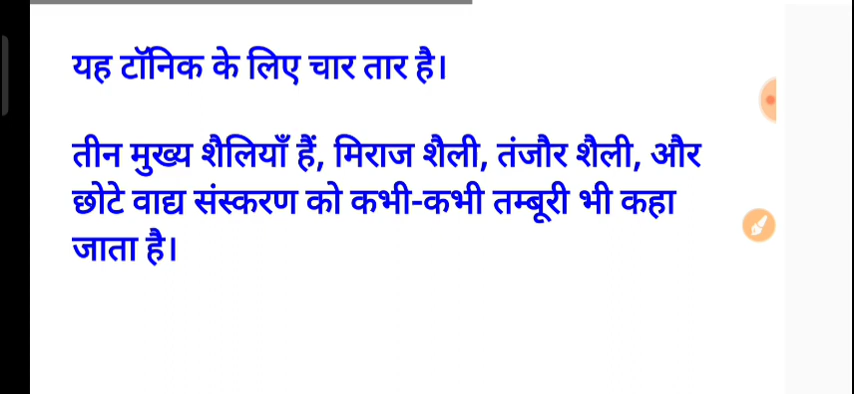 यह टॉनिक के लिए चार तार है।
तीन मुख्य शैलियाँ हैं, मिराज शैली, तंजौर शैली, और
छोटे वाद्य संस्करण को कभी-कभी तम्बूरी भी कहा
जाता है।